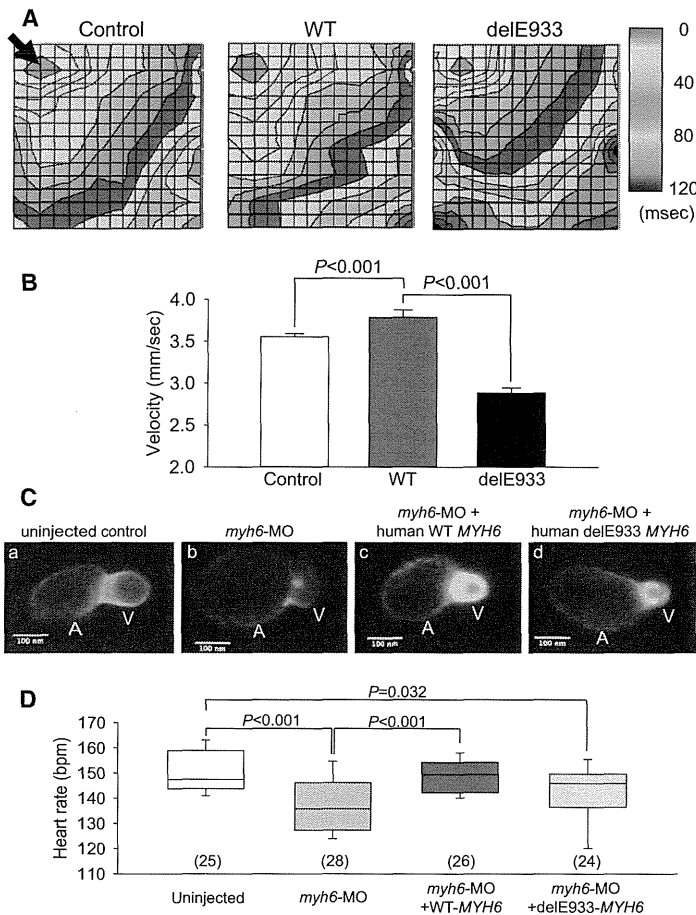 A
Control
WT
delE933
0
40
80
120
(msec)
B
P<0.001
P<0.001
Velocity (mm/sec)
4.0
3.5
3.0
2.5
2.0
Control
WT
delE933
C
uninjected control
myh6-MO
myh6-MO +
human WT MYH6
myh6-MO +
human delE933 MYH6
a
b
c
d
A
V
A
V
A
V
A
V
100 nm
100 nm
100 nm
100 nm
D
P=0.032
P<0.001
P<0.001
Heart rate (bpm)
170
160
150
140
130
120
110
(25)
(28)
(26)
(24)
Uninjected
myh6-MO
myh6-MO
+WT-MYH6
myh6-MO
+delE933-MYH6